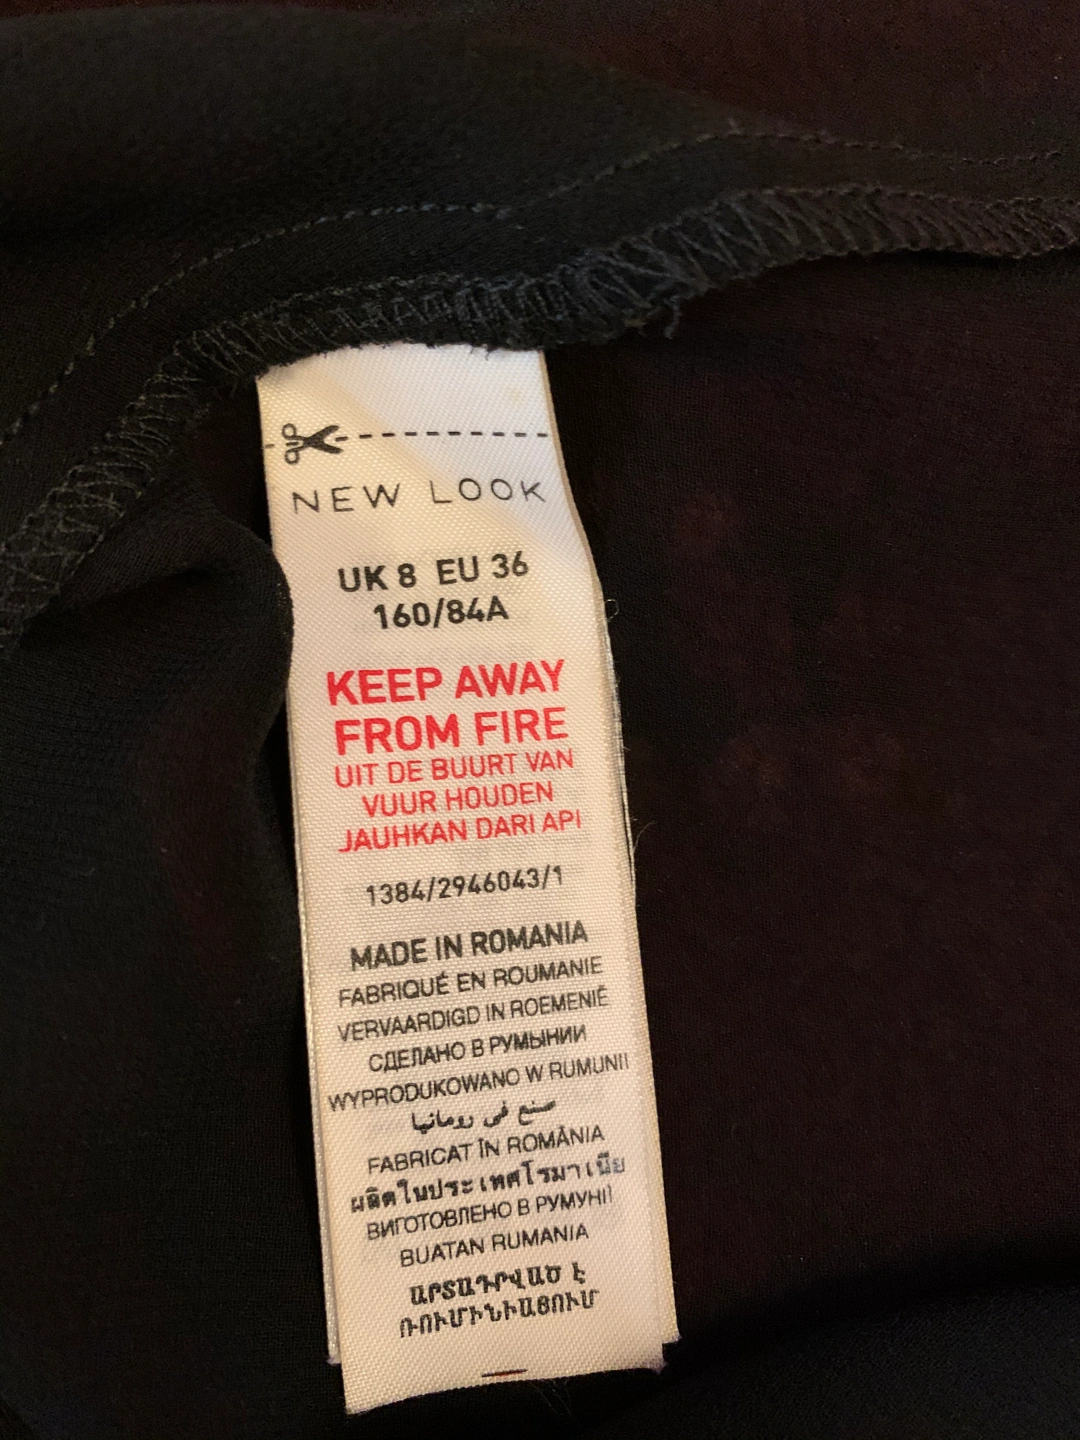 NEW LOOK
UK 8 EU 36
160/84A
KEEP AWAY
FROM FIRE
UIT DE BUURT VAN
VUUR HOUDEN
JAUHKAN DARI API
1384/2946043/1
MADE IN ROMANIA
FABRIQUÉ EN ROUMANIE
VERVAARDIGD IN ROEMENIË
СДЕЛАНО В РУМЫНИИ
WYPRODUKOWANO W RUMUNII
صنع في رومانيا
FABRICAT ÎN ROMÂNIA
ผลิตในประเทศโรมาเนีย
ВИГОТОВЛЕНО В РУМУНІЇ
BUATAN RUMANIA
ԱՐՏԱԴՐՎԱԾ Է
ՌՈՒՄԻՆԻԱՅՈՒՄ